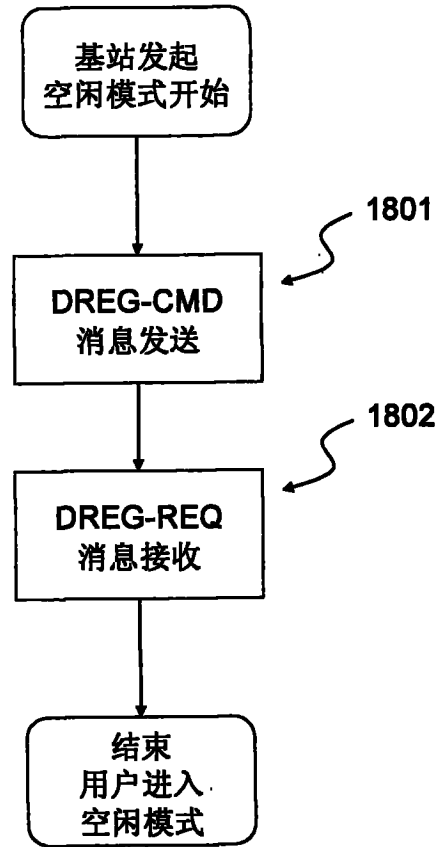 基站发起
空闲模式开始
1801
DREG-CMD
消息发送
1802
DREG-REQ
消息接收
结束
用户进入
空闲模式